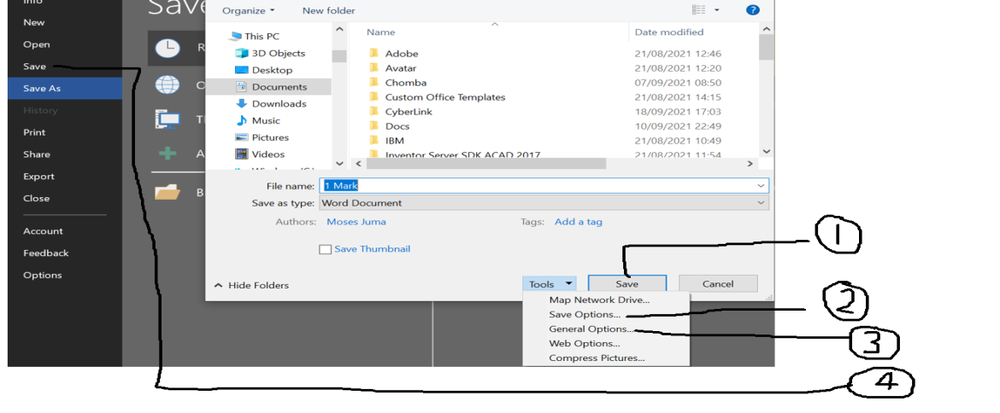 Info
New
Open
Save
Save As
History
Print
Share
Export
Close
Account
Feedback
Options
Save
R
O
T
A
B
Organize
New folder
This PC
3D Objects
Desktop
Documents
Downloads
Music
Pictures
Videos
Name
Date modified
Adobe 21/08/2021 12:46
Avatar 21/08/2021 12:20
Chomba 07/09/2021 08:50
Custom Office Templates 21/08/2021 14:15
CyberLink 18/09/2021 17:03
Docs 10/09/2021 22:49
IBM 21/08/2021 10:49
Inventor Server SDK ACAD 2017 21/08/2021 11:54
File name: 1 Mark
Save as type: Word Document
Authors: Moses Juma
Tags: Add a tag
Save Thumbnail
Hide Folders
Tools
Save
Cancel
Map Network Drive...
Save Options...
General Options...
Web Options...
Compress Pictures...
1
2
3
4